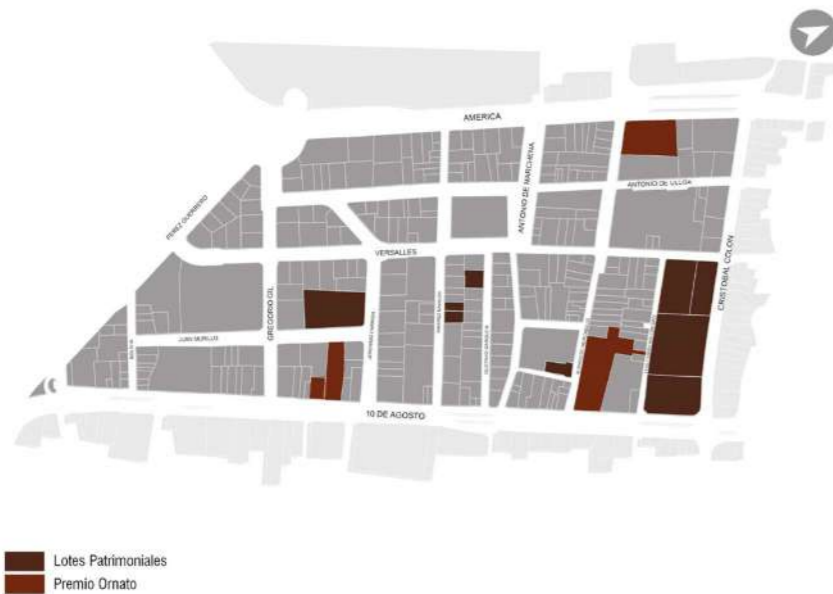 AMERICA
ANTONIO DE ULLOA
ANTONIO DE MARCHENA
PEREZ GUERRERO
VERSALLES
CRISTOBAL COLON
GREGORIO GIL
JUAN MURILLO
10 DE AGOSTO
Lotes Patrimoniales
Premio Ornato